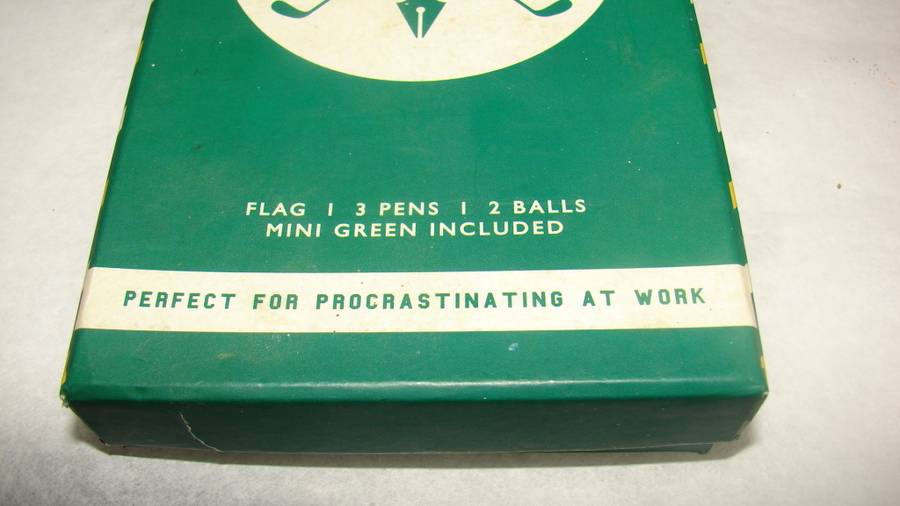 FLAG | 3 PENS | 2 BALLS
MINI GREEN INCLUDED
PERFECT FOR PROCRASTINATING AT WORK